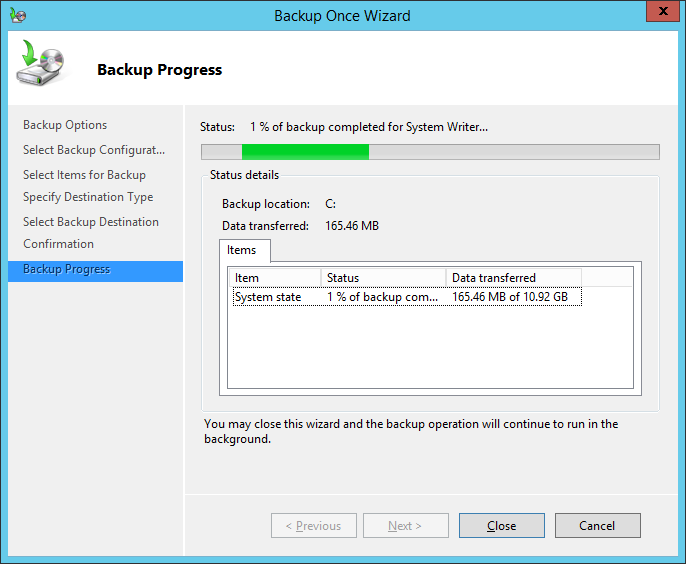 Backup Once Wizard
x
Backup Progress
Backup Options
Select Backup Configurat...
Select Items for Backup
Specify Destination Type
Select Backup Destination
Confirmation
Backup Progress
Status: 1 % of backup completed for System Writer...
Status details
Backup location: C:
Data transferred: 165.46 MB
Items
Item Status Data transferred
System state 1 % of backup com... 165.46 MB of 10.92 GB
You may close this wizard and the backup operation will continue to run in the
background.
< Previous Next > Close Cancel